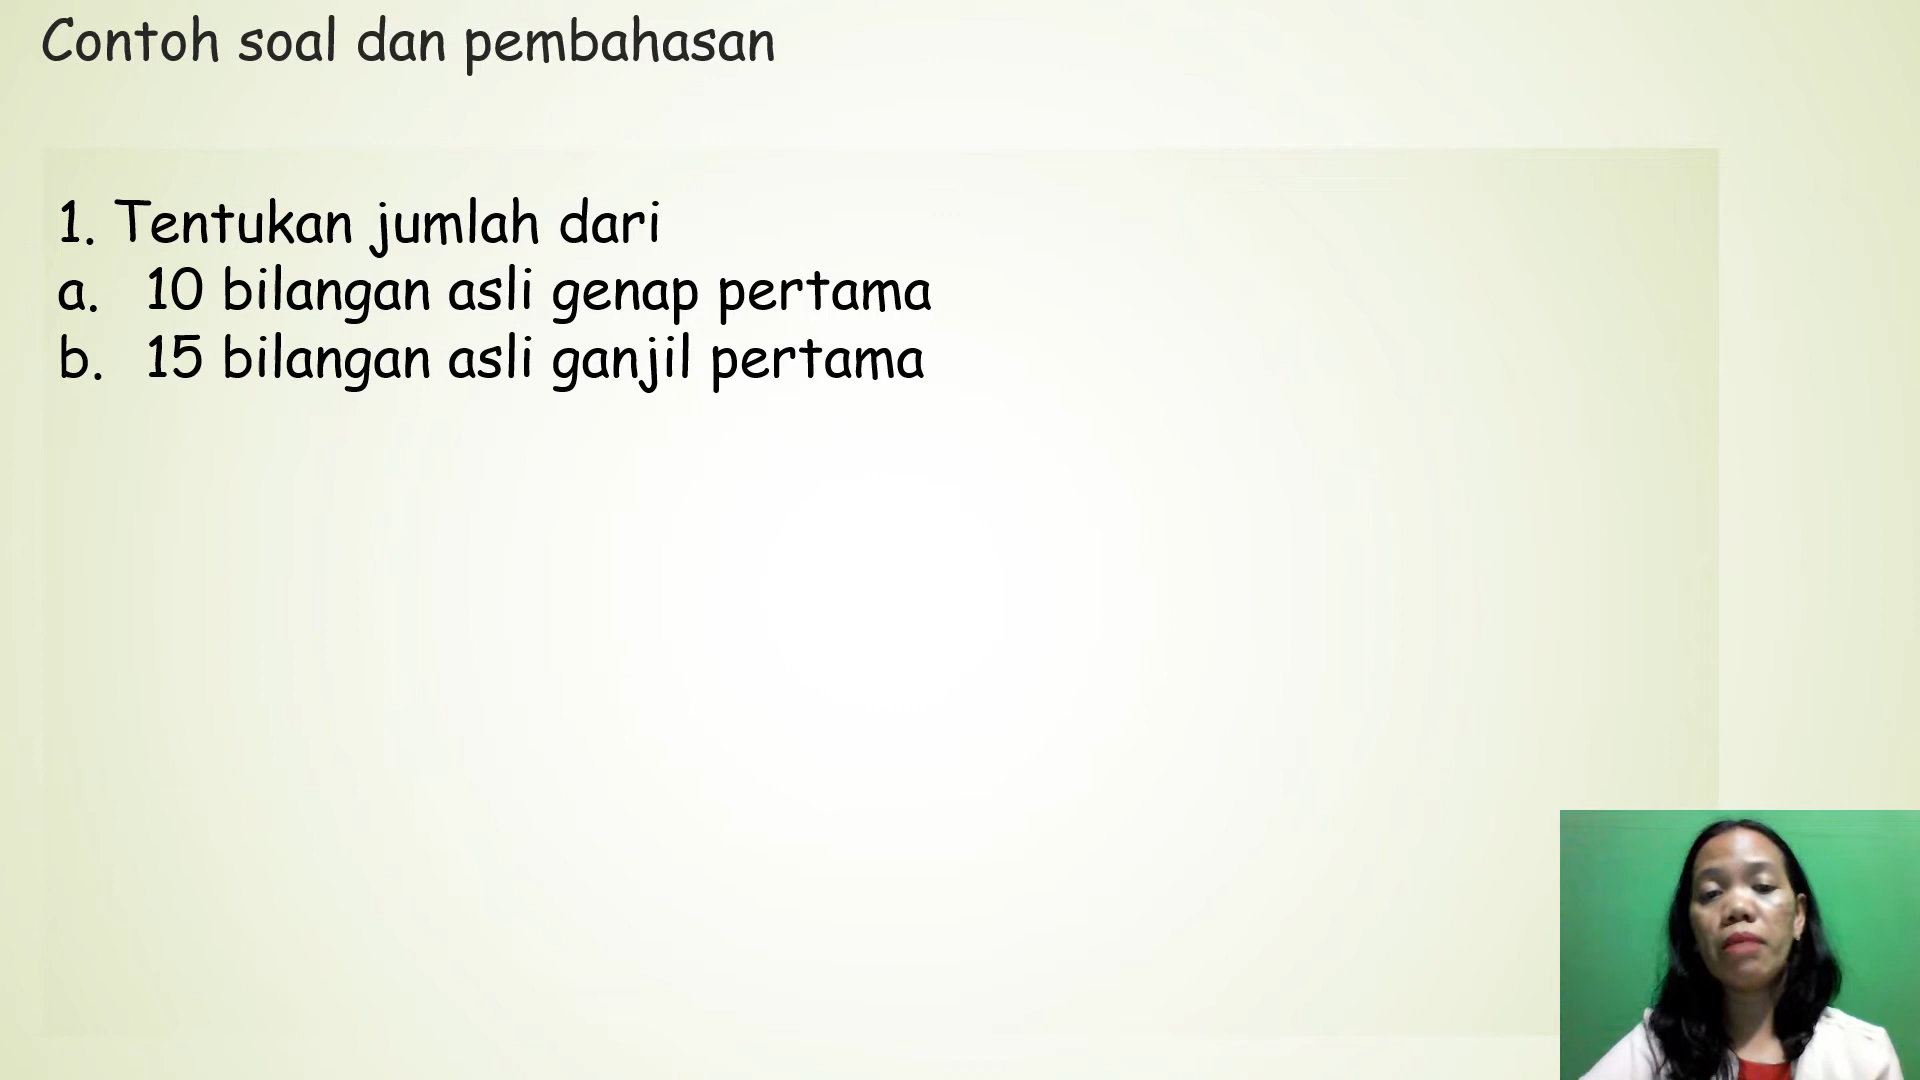 Contoh soal dan pembahasan
1. Tentukan jumlah dari
a. 10 bilangan asli genap pertama
b. 15 bilangan asli ganjil pertama